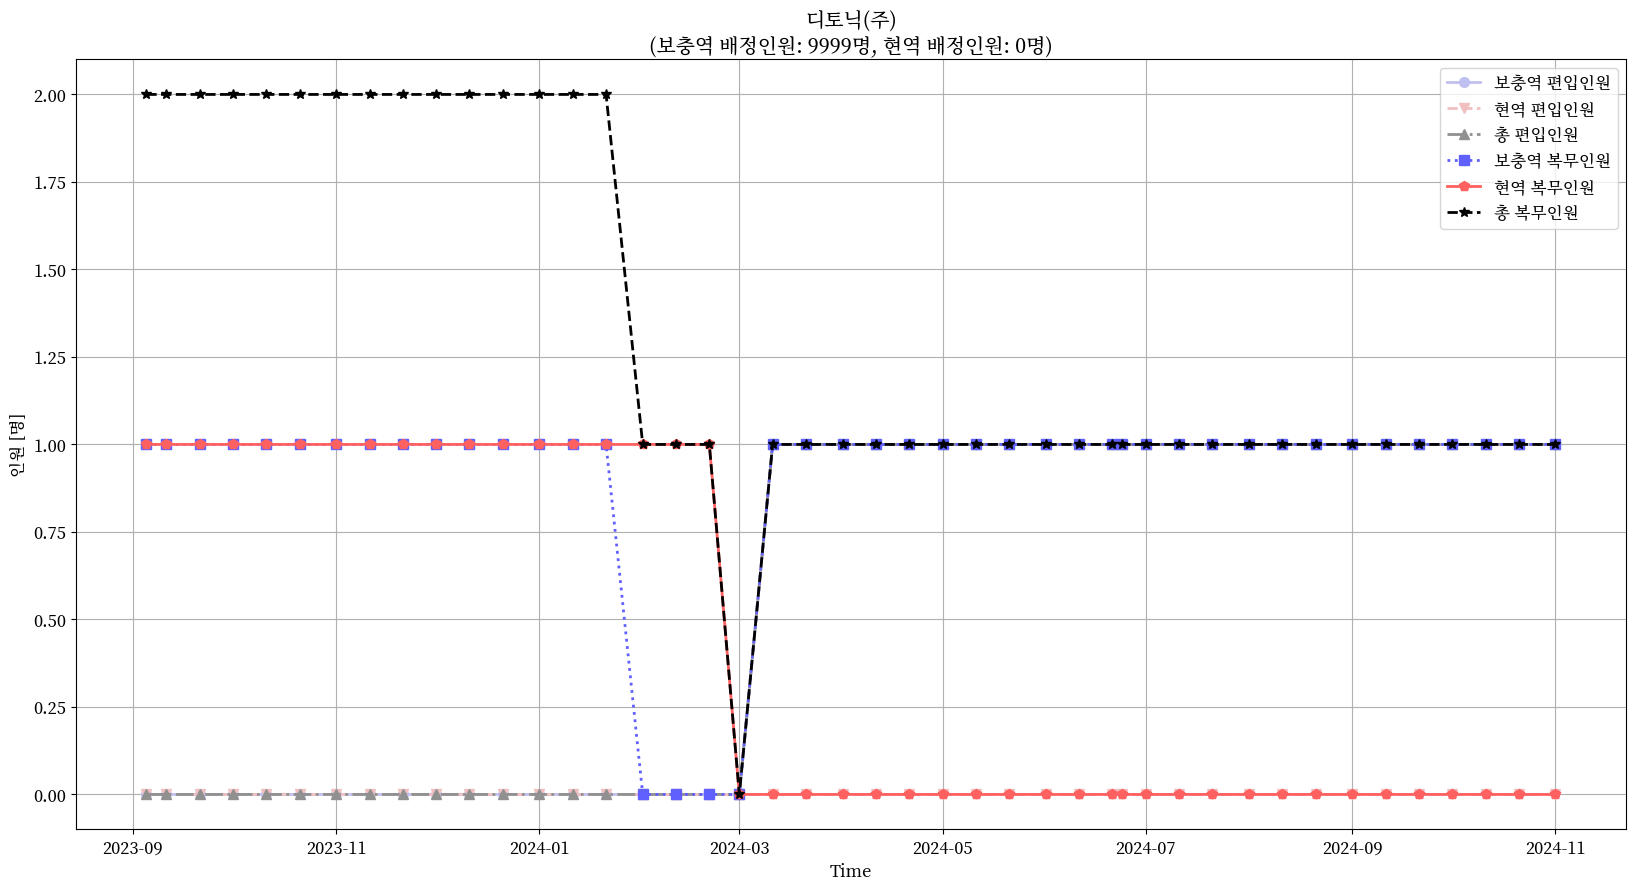 디토닉(주)
(보충역 배정인원: 9999명, 현역 배정인원: 0명)
보충역 편입인원
현역 편입인원
총 편입인원
보충역 복무인원
현역 복무인원
총 복무인원
2.00
1.75
1.50
1.25
1.00
0.75
0.50
0.25
0.00
인원 [명]
2023-09 2023-11 2024-01 2024-03 2024-05 2024-07 2024-09 2024-11
Time